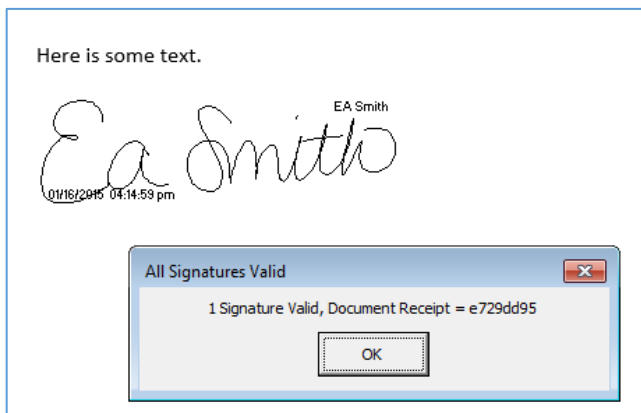 Here is some text.
EA Smith
Ea Smith
01/16/2015 04:14:59 pm
All Signatures Valid
1 Signature Valid, Document Receipt = e729dd95
OK